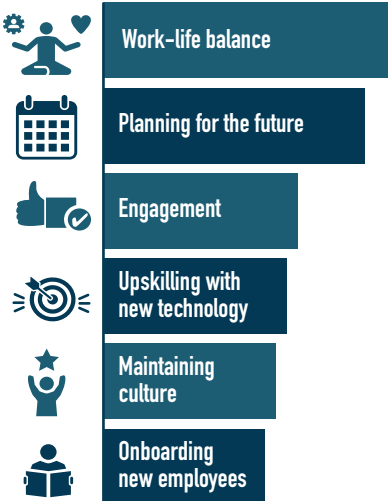 Work-life balance
Planning for the future
Engagement
Upskilling with
new technology
Maintaining
culture
Onboarding
new employees